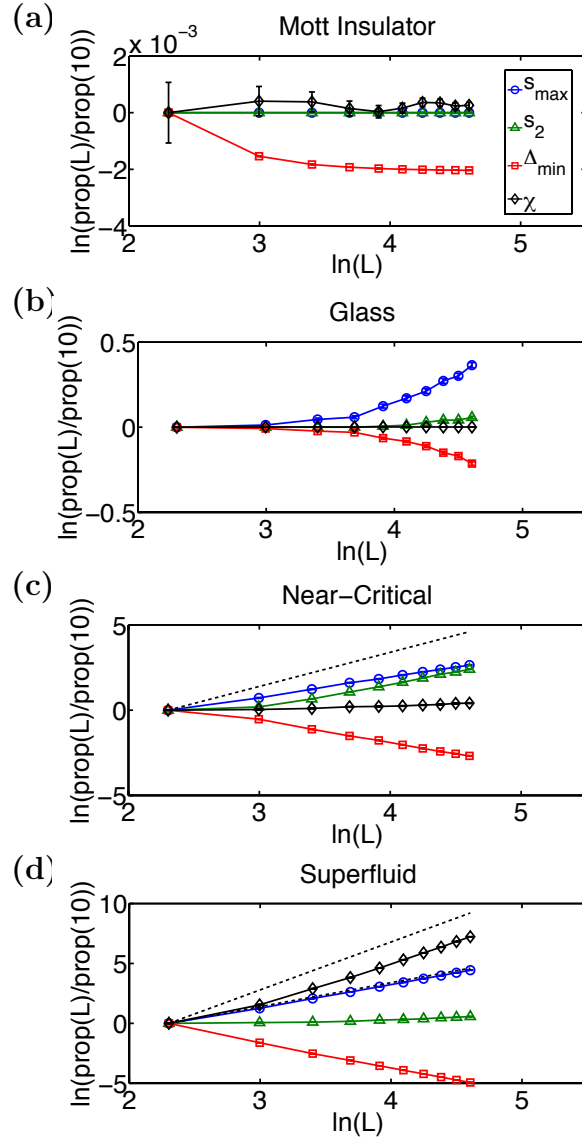 (a)
Mott Insulator
x 10⁻³
2
0
−2
−4
ln(prop(L)/prop(10))
2
3
4
5
ln(L)
s_max
s_2
Δ_min
χ
(b)
Glass
0.5
0
−0.5
ln(prop(L)/prop(10))
2
3
4
5
ln(L)
(c)
Near−Critical
5
0
−5
ln(prop(L)/prop(10))
2
3
4
5
ln(L)
(d)
Superfluid
10
5
0
−5
ln(prop(L)/prop(10))
2
3
4
5
ln(L)